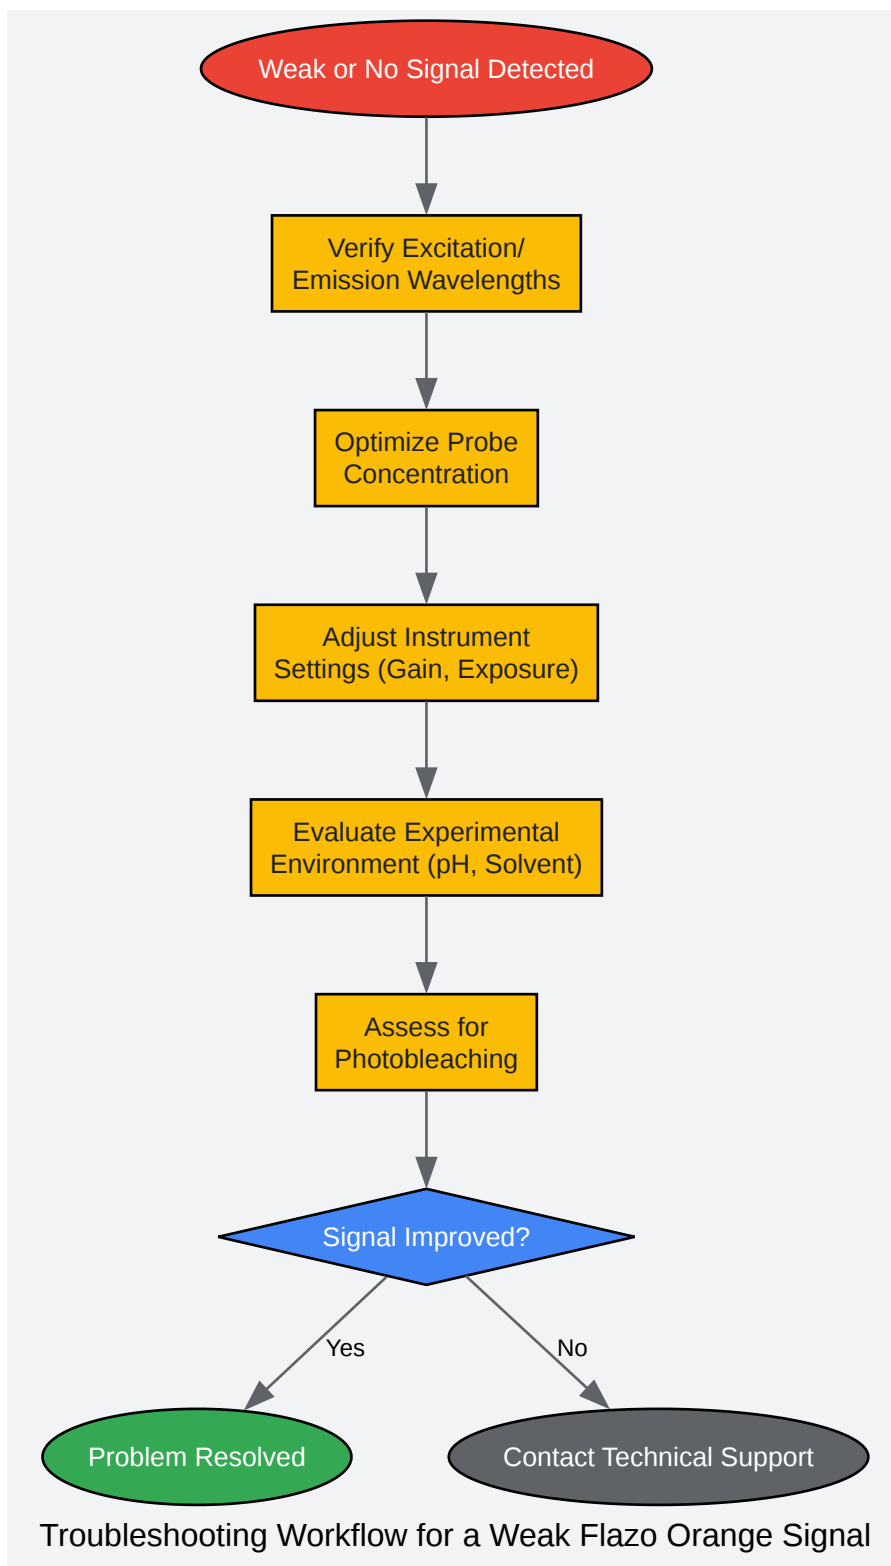 Weak or No Signal Detected
Verify Excitation/
Emission Wavelengths
Optimize Probe
Concentration
Adjust Instrument
Settings (Gain, Exposure)
Evaluate Experimental
Environment (pH, Solvent)
Assess for
Photobleaching
Signal Improved?
Yes
No
Problem Resolved
Contact Technical Support
Troubleshooting Workflow for a Weak Flazo Orange Signal